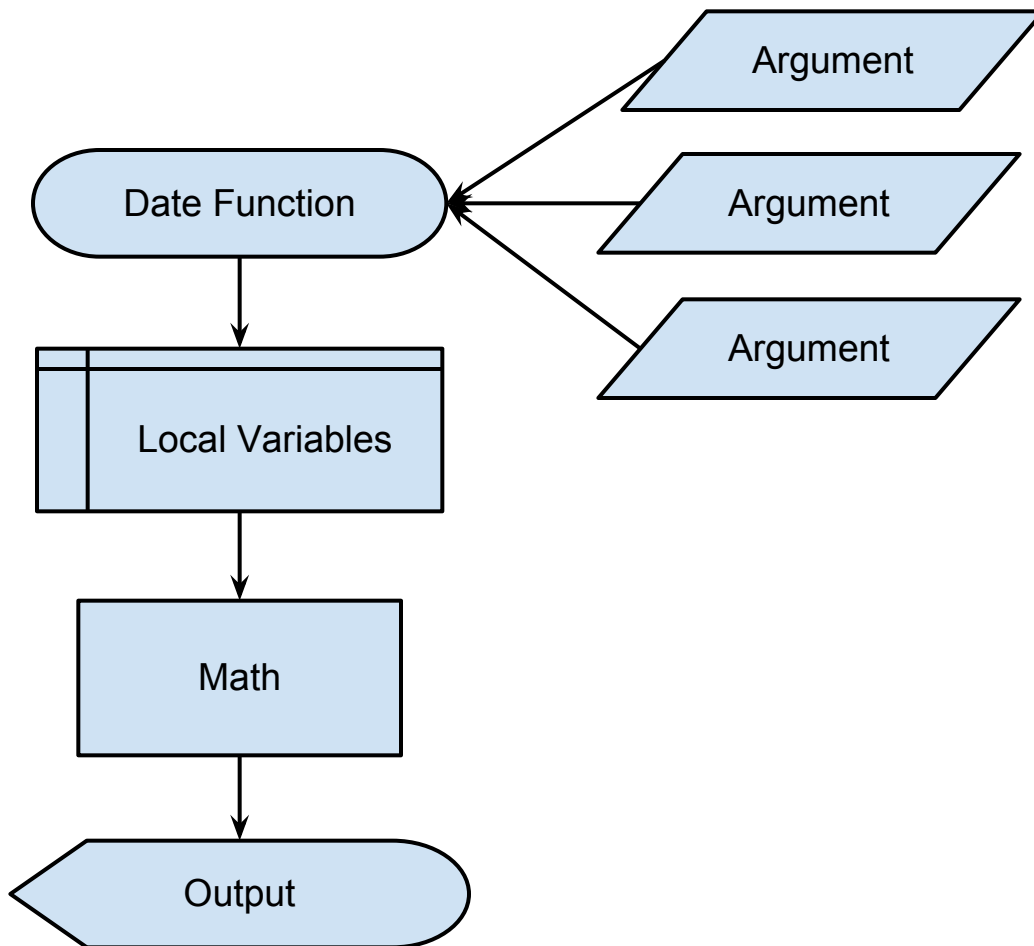 Argument
Date Function
Argument
Argument
Local Variables
Math
Output